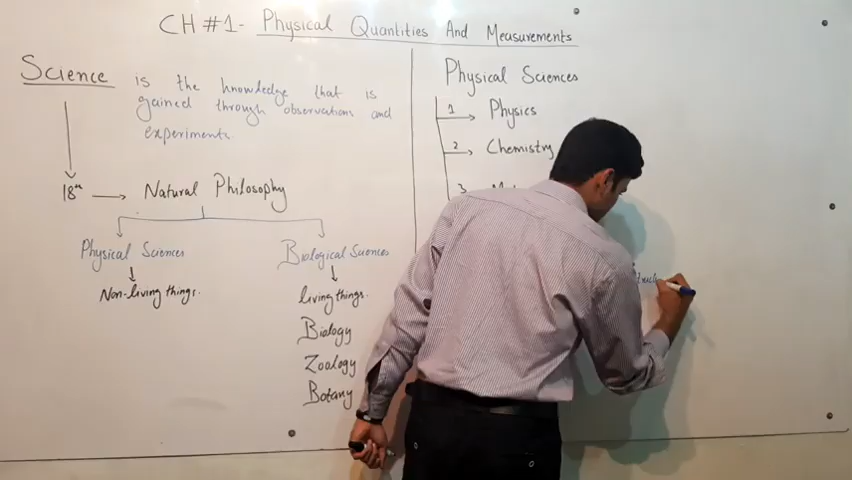 CH #1- Physical Quantities And Measurements
Science is the knowledge that is
gained through observations and
experiments.
18th → Natural Philosophy
Physical Sciences
Non-living things.
Biological Sciences
living things.
Biology
Zoology
Botany
Physical Sciences
1 Physics
2 Chemistry
3